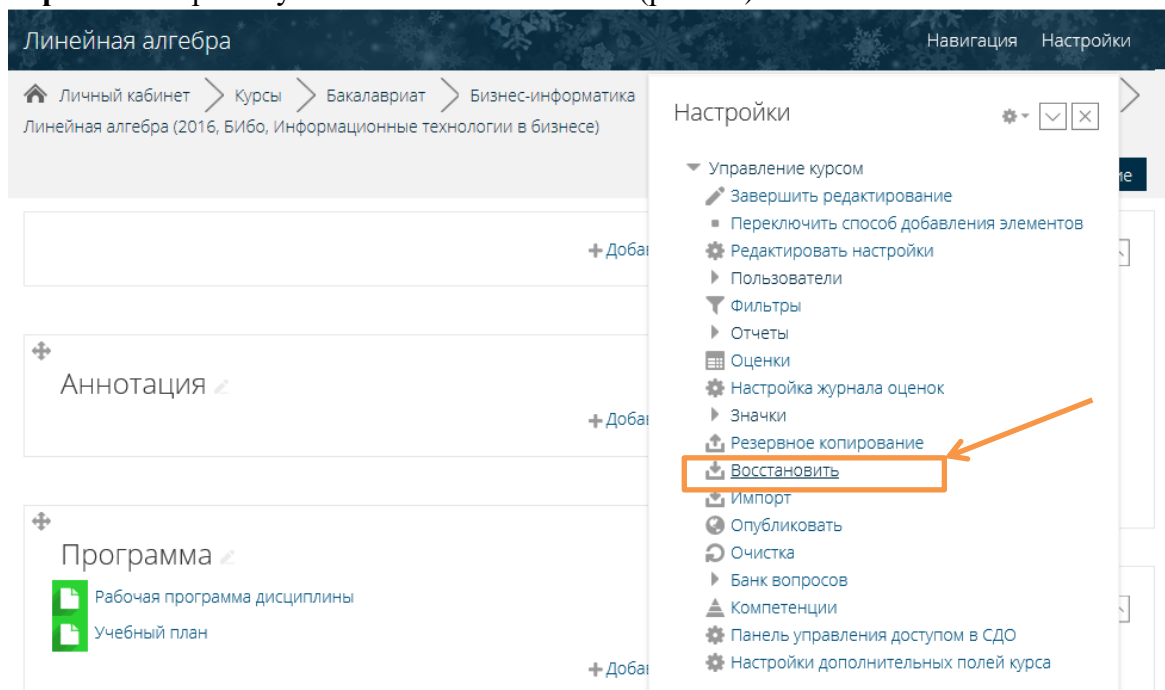 Линейная алгебра
Навигация Настройки
Личный кабинет Курсы Бакалавриат Бизнес-информатика
Линейная алгебра (2016, БИбо, Информационные технологии в бизнесе)
Настройки
Управление курсом
Завершить редактирование
Переключить способ добавления элементов
Редактировать настройки
Пользователи
Фильтры
Отчеты
Оценки
Настройка журнала оценок
Значки
Резервное копирование
Восстановить
Импорт
Опубликовать
Очистка
Банк вопросов
Компетенции
Панель управления доступом в СДО
Настройки дополнительных полей курса
Аннотация
Программа
Рабочая программа дисциплины
Учебный план